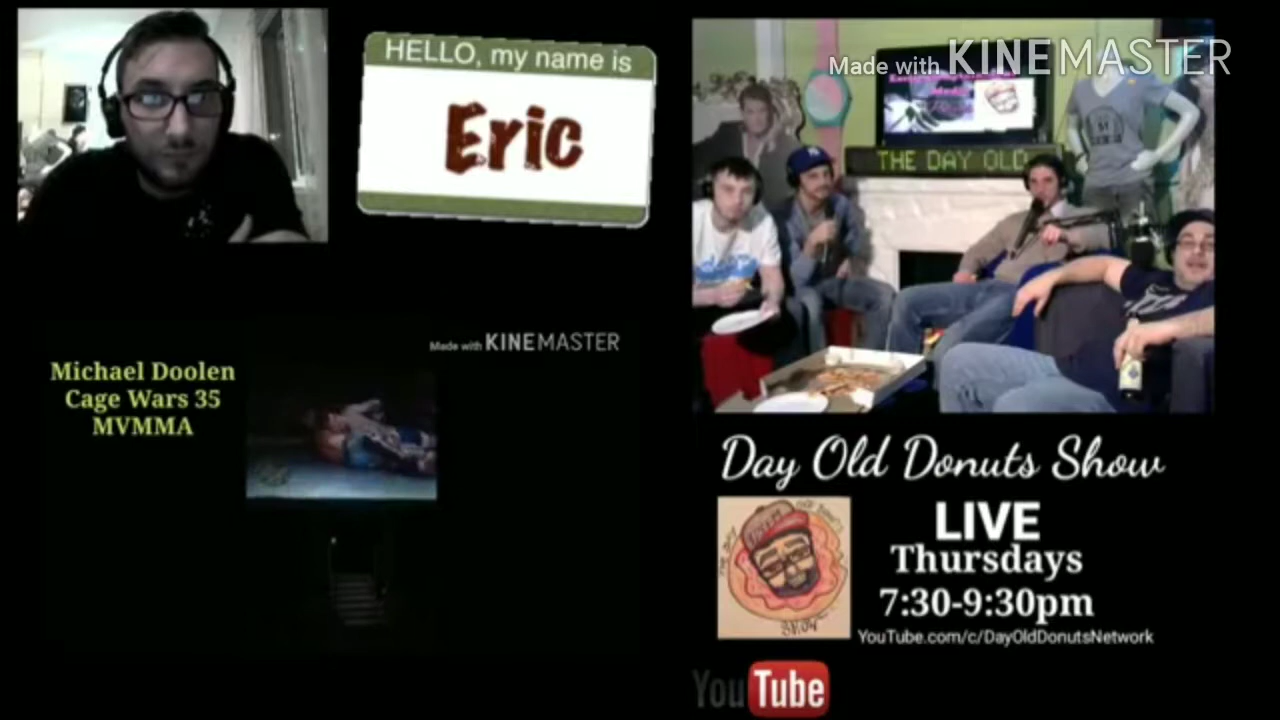 HELLO, my name is
Eric
Made with KINEMASTER
THE DAY OLD
Made with KINEMASTER
Michael Doolen
Cage Wars 35
MVMMA
Day Old Donuts Show
LIVE
Thursdays
7:30-9:30pm
YouTube.com/c/DayOldDonutsNetwork
YouTube